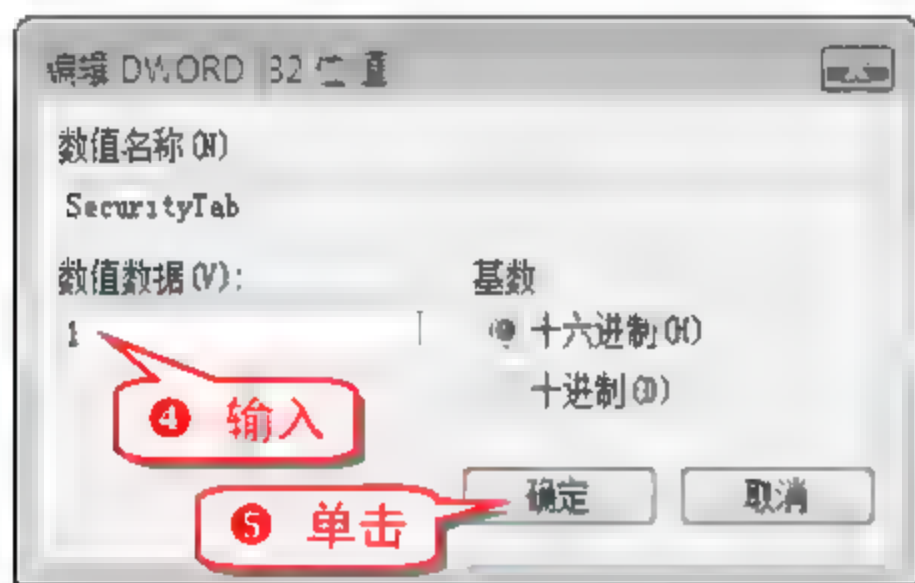 编辑 DWORD 32 位 值
数值名称(N)
SecurityTab
数值数据(V):
基数
1
十六进制(H)
十进制(D)
❹ 输入
确定
取消
❺ 单击